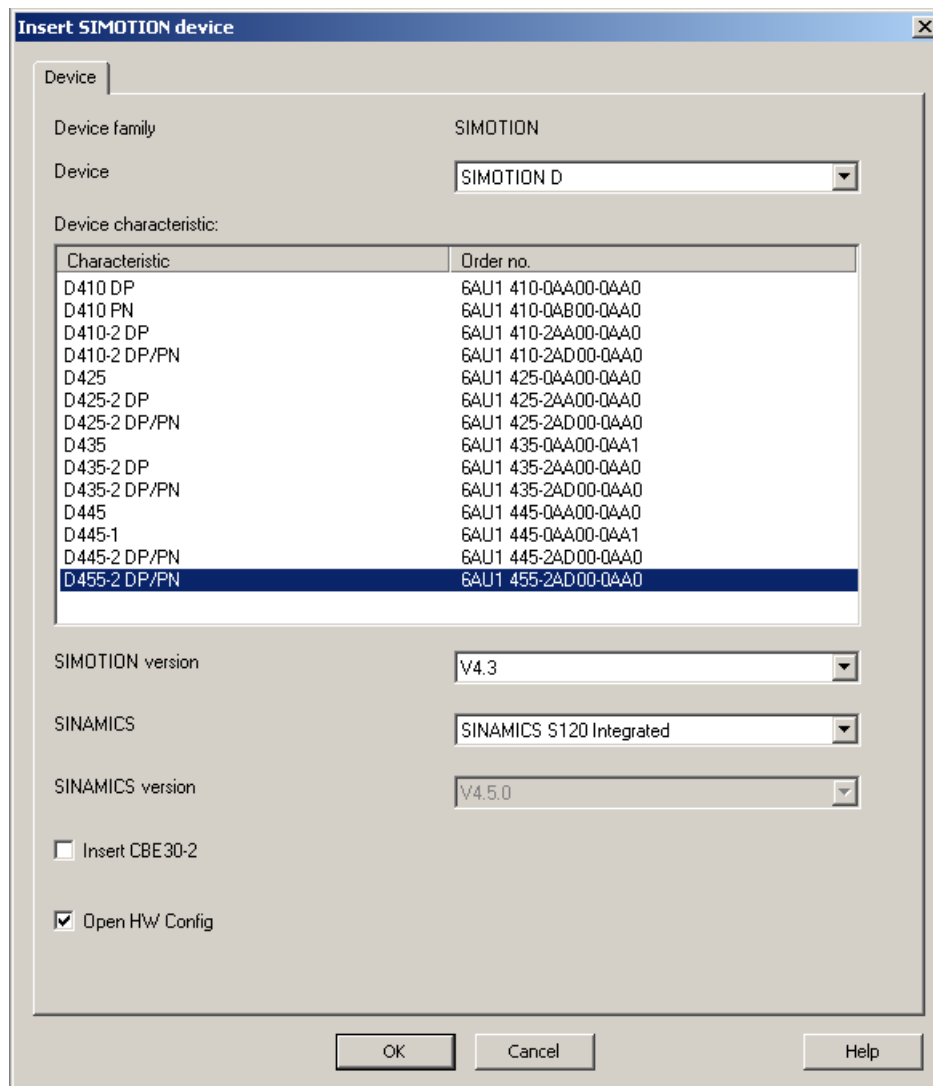 Insert SIMOTION device
Device
Device family SIMOTION
Device SIMOTION D
Device characteristic:
Characteristic Order no.
D410 DP 6AU1 410-0AA00-0AA0
D410 PN 6AU1 410-0AB00-0AA0
D410-2 DP 6AU1 410-2AA00-0AA0
D410-2 DP/PN 6AU1 410-2AD00-0AA0
D425 6AU1 425-0AA00-0AA0
D425-2 DP 6AU1 425-2AA00-0AA0
D425-2 DP/PN 6AU1 425-2AD00-0AA0
D435 6AU1 435-0AA00-0AA1
D435-2 DP 6AU1 435-2AA00-0AA0
D435-2 DP/PN 6AU1 435-2AD00-0AA0
D445 6AU1 445-0AA00-0AA0
D445-1 6AU1 445-0AA00-0AA1
D445-2 DP/PN 6AU1 445-2AD00-0AA0
D455-2 DP/PN 6AU1 455-2AD00-0AA0
SIMOTION version V4.3
SINAMICS SINAMICS S120 Integrated
SINAMICS version V4.5.0
Insert CBE30-2
Open HW Config
OK Cancel Help